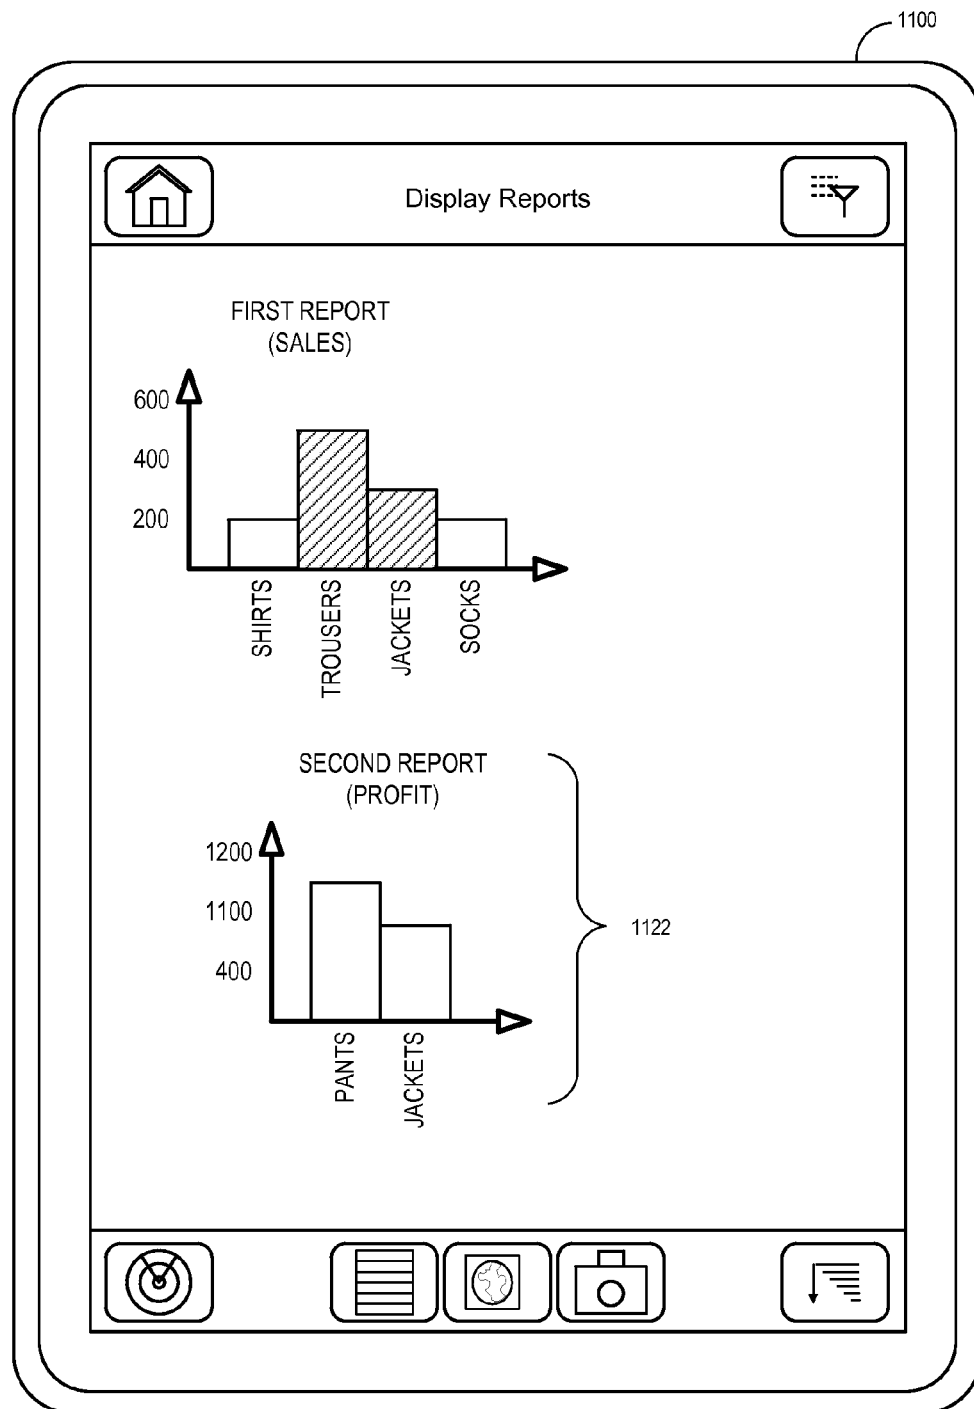 1100
Display Reports
FIRST REPORT
(SALES)
600
400
200
SHIRTS
TROUSERS
JACKETS
SOCKS
SECOND REPORT
(PROFIT)
1200
1100
400
1122
PANTS
JACKETS